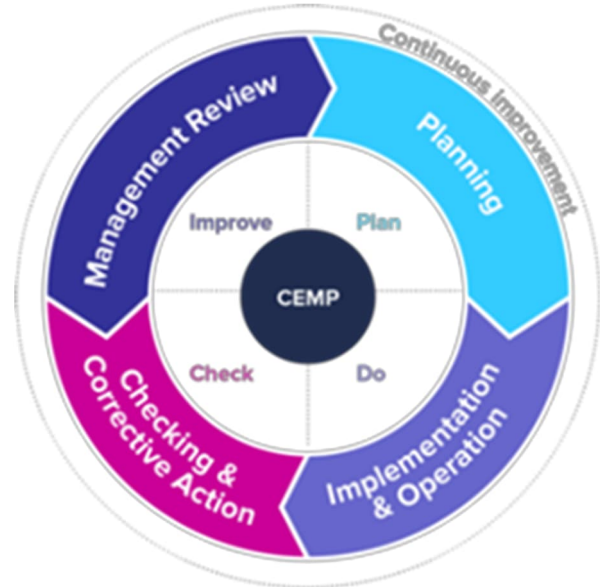 Continuous improvement
Management Review
Planning
Improve
Plan
CEMP
Check
Do
Checking &
Corrective Action
Implementation
& Operation